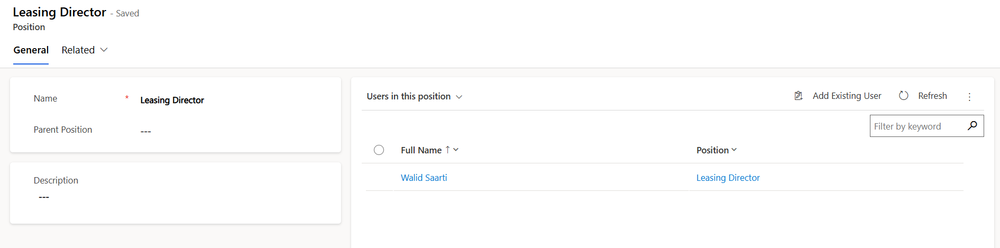 Leasing Director - Saved
Position
General Related
Name * Leasing Director
Parent Position ---
Description
---
Users in this position Add Existing User Refresh
Filter by keyword
Full Name ↑ Position
Walid Saarti Leasing Director